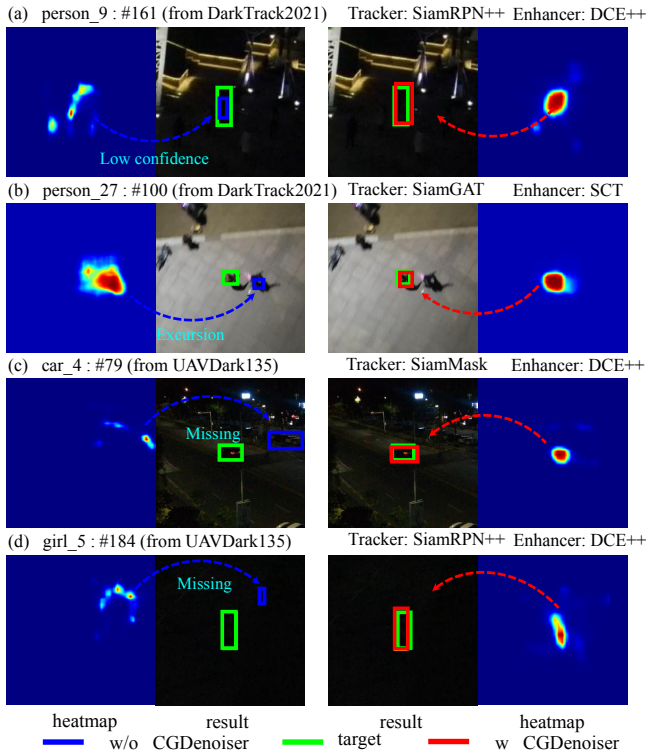 (a) person_9 : #161 (from DarkTrack2021) Tracker: SiamRPN++ Enhancer: DCE++
Low confidence
(b) person_27 : #100 (from DarkTrack2021) Tracker: SiamGAT Enhancer: SCT
Excursion
(c) car_4 : #79 (from UAVDark135) Tracker: SiamMask Enhancer: DCE++
Missing
(d) girl_5 : #184 (from UAVDark135) Tracker: SiamRPN++ Enhancer: DCE++
Missing
heatmap result result heatmap
w/o CGDenoiser target w CGDenoiser